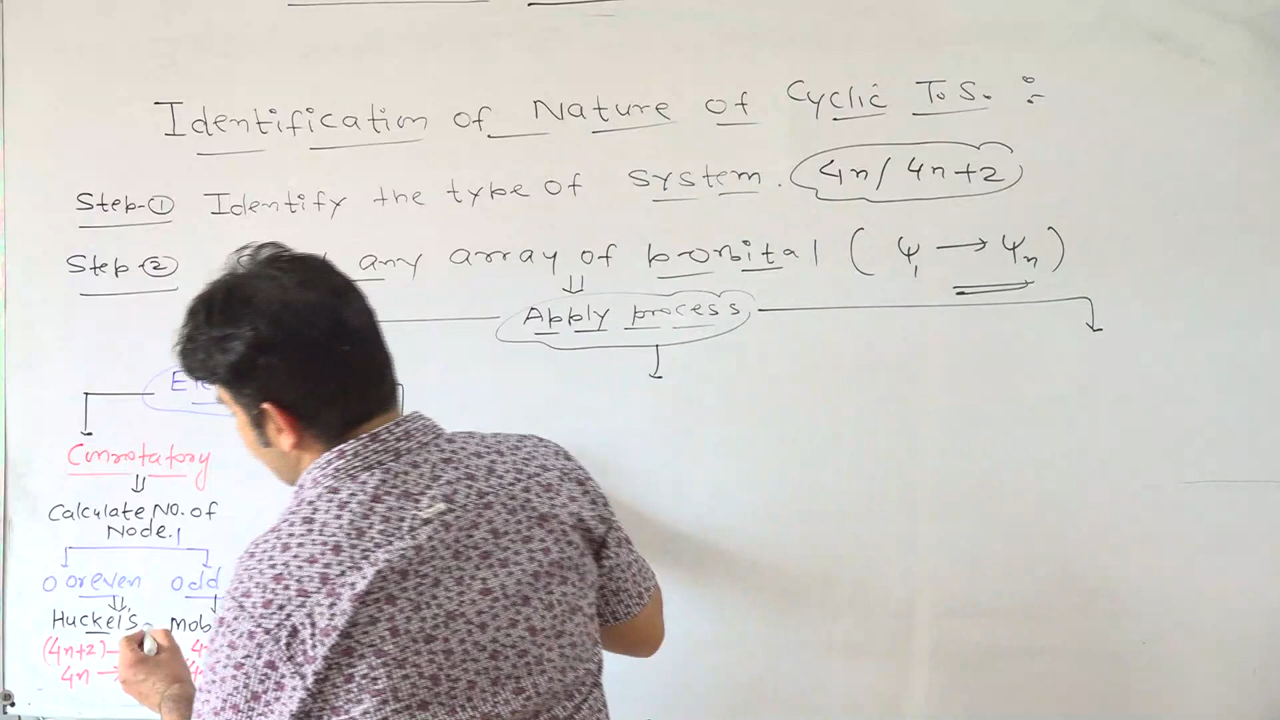 Identification of Nature of Cyclic T.S. :-
Step-① Identify the type of system. 4n/4n+2
Step-② any array of p orbital ( ψ1 → ψn )
Apply process
Conrotatory
Calculate No. of
Node.
0 or even odd
Huckel's
(4n+2)
4n →